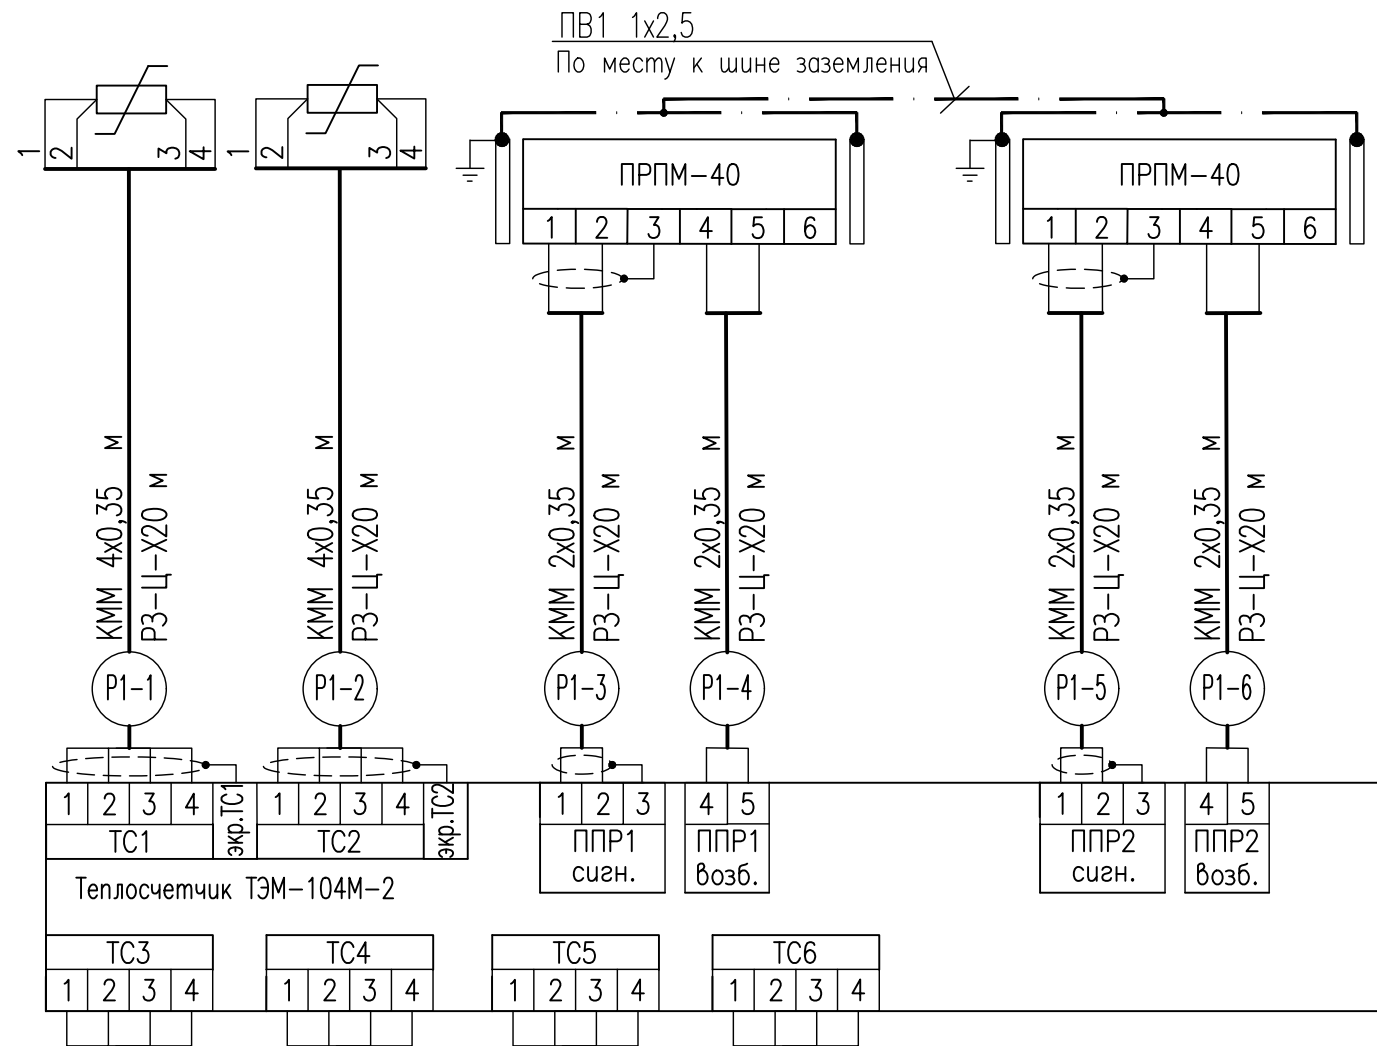 ПВ1 1х2,5
По месту к шине заземления
1 2 3 4
1 2 3 4
ПРПМ-40
1 2 3 4 5 6
ПРПМ-40
1 2 3 4 5 6
КММ 4х0,35 м
РЗ-Ц-Х20 м
КММ 4х0,35 м
РЗ-Ц-Х20 м
КММ 2х0,35 м
РЗ-Ц-Х20 м
КММ 2х0,35 м
РЗ-Ц-Х20 м
КММ 2х0,35 м
РЗ-Ц-Х20 м
КММ 2х0,35 м
РЗ-Ц-Х20 м
Р1-1
Р1-2
Р1-3
Р1-4
Р1-5
Р1-6
1 2 3 4
ТС1
экр.ТС1
1 2 3 4
ТС2
экр.ТС2
1 2 3
ППР1
сигн.
4 5
ППР1
возб.
1 2 3
ППР2
сигн.
4 5
ППР2
возб.
Теплосчетчик ТЭМ-104М-2
ТС3
1 2 3 4
ТС4
1 2 3 4
ТС5
1 2 3 4
ТС6
1 2 3 4